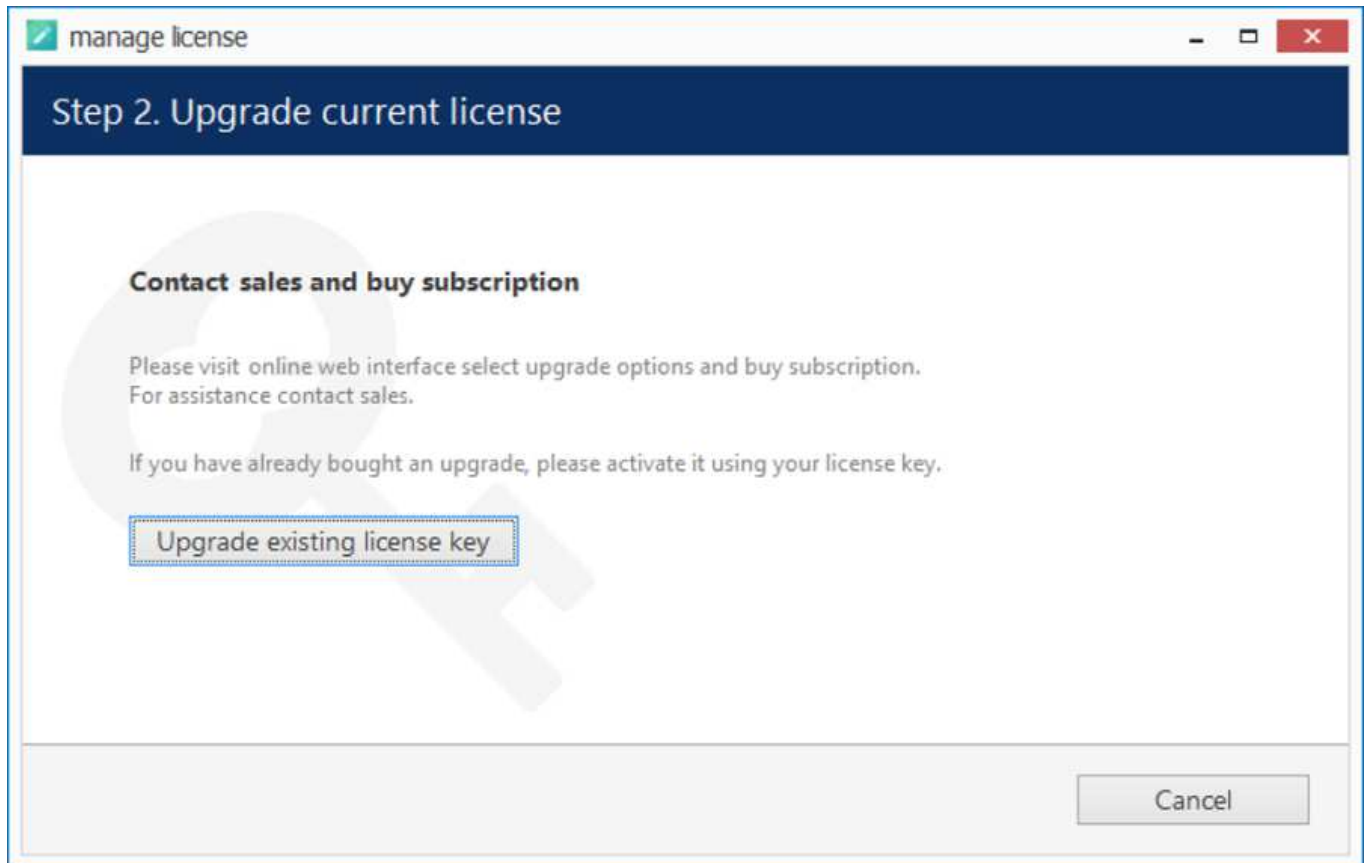 manage license
Step 2. Upgrade current license
Contact sales and buy subscription
Please visit online web interface select upgrade options and buy subscription.
For assistance contact sales.
If you have already bought an upgrade, please activate it using your license key.
Upgrade existing license key
Cancel